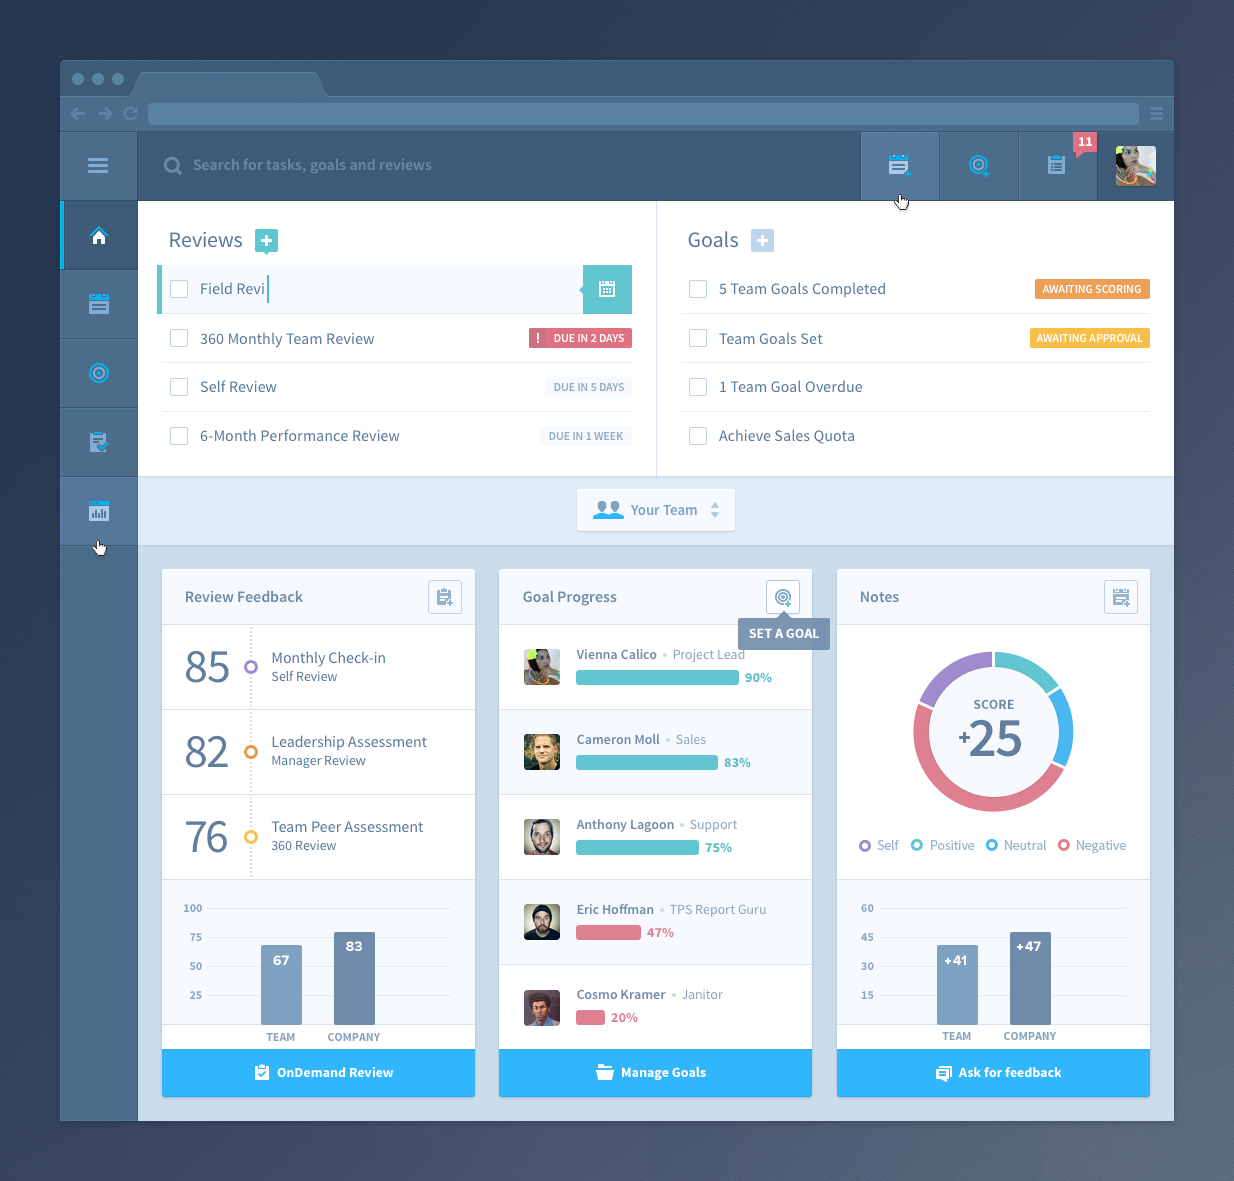 11
Search for tasks, goals and reviews
Reviews
Field Revi
360 Monthly Team Review
! DUE IN 2 DAYS
Self Review
DUE IN 5 DAYS
6-Month Performance Review
DUE IN 1 WEEK
Goals
5 Team Goals Completed
AWAITING SCORING
Team Goals Set
AWAITING APPROVAL
1 Team Goal Overdue
Achieve Sales Quota
Your Team
Review Feedback
85
Monthly Check-in
Self Review
82
Leadership Assessment
Manager Review
76
Team Peer Assessment
360 Review
100
75
50
25
67
83
TEAM
COMPANY
OnDemand Review
Goal Progress
SET A GOAL
Vienna Calico • Project Lead
90%
Cameron Moll • Sales
83%
Anthony Lagoon • Support
75%
Eric Hoffman • TPS Report Guru
47%
Cosmo Kramer • Janitor
20%
Manage Goals
Notes
SCORE
+25
Self Positive Neutral Negative
60
45
30
15
+41
+47
TEAM
COMPANY
Ask for feedback